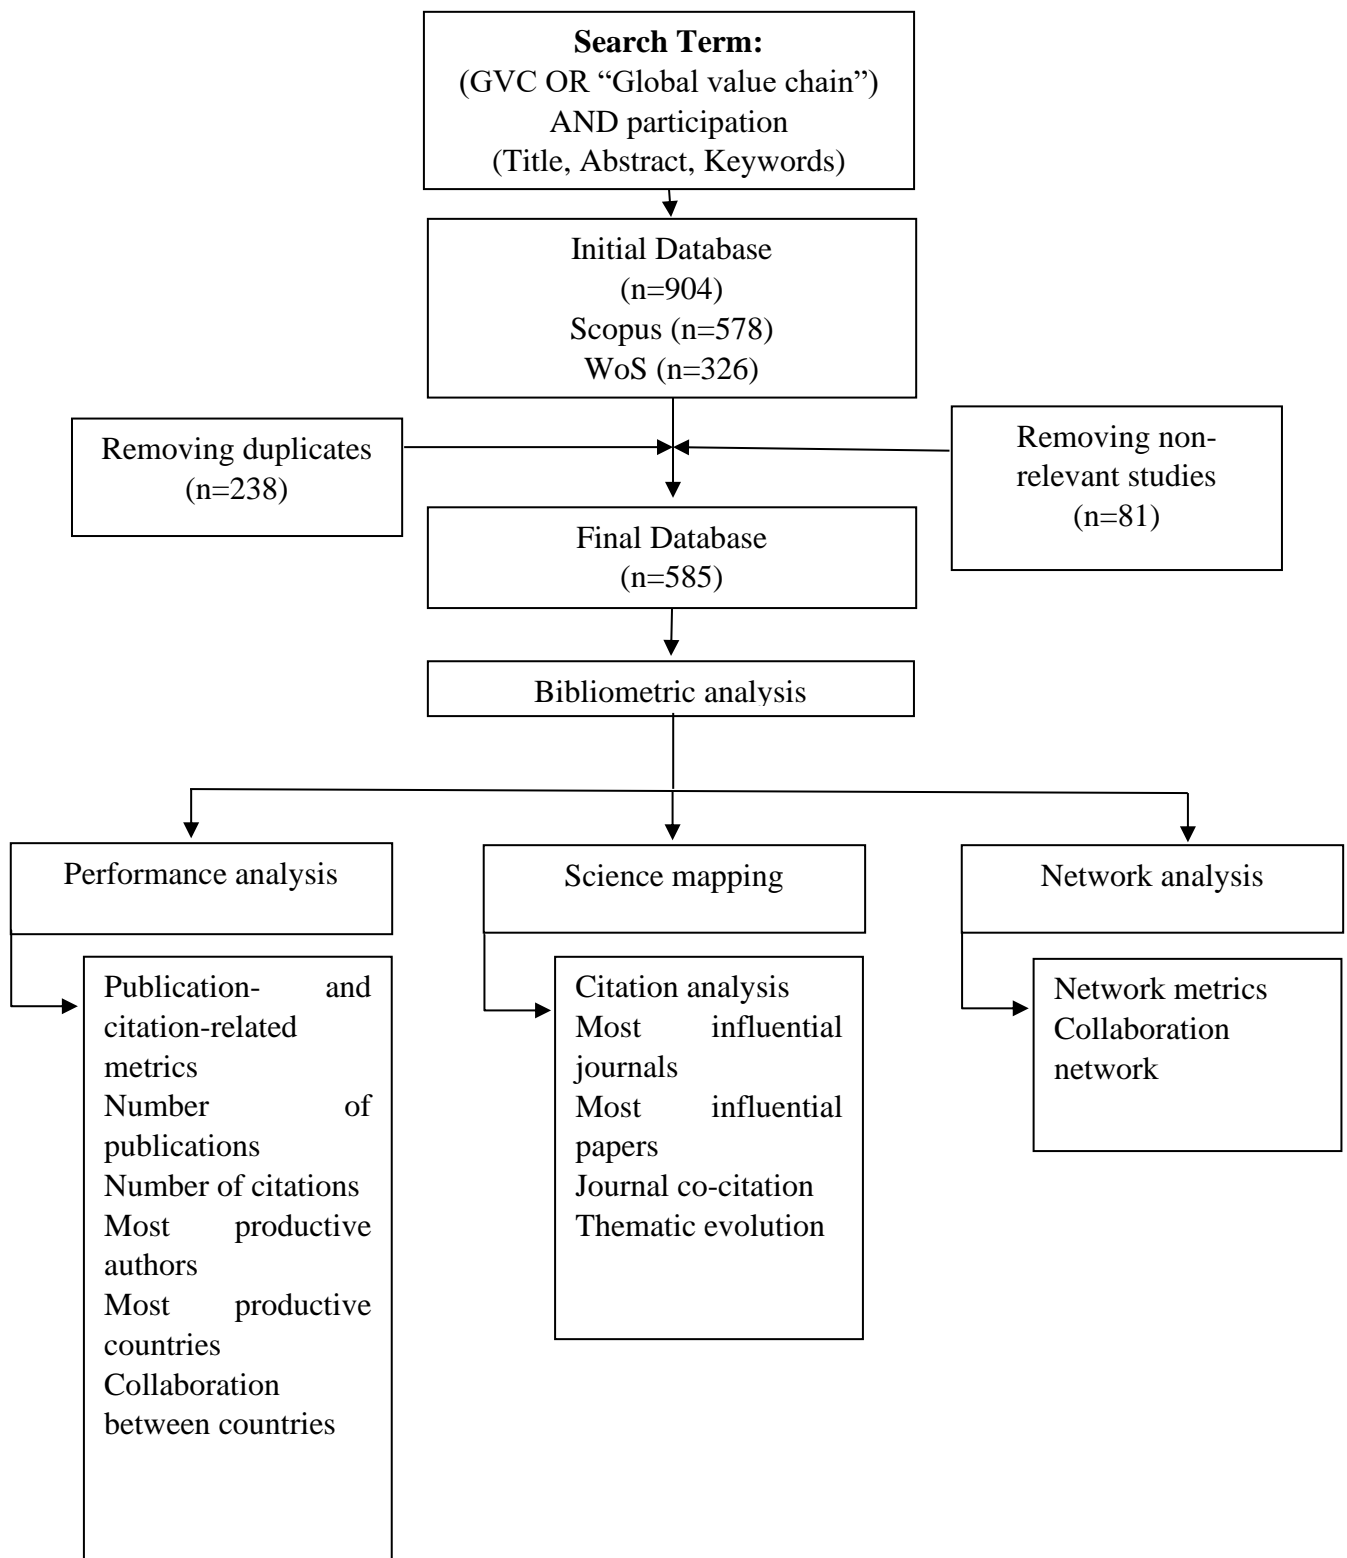 Search Term:
(GVC OR “Global value chain”)
AND participation
(Title, Abstract, Keywords)
Initial Database
(n=904)
Scopus (n=578)
WoS (n=326)
Removing duplicates
(n=238)
Removing non-
relevant studies
(n=81)
Final Database
(n=585)
Bibliometric analysis
Performance analysis
Science mapping
Network analysis
Publication- and
citation-related
metrics
Number of
publications
Number of citations
Most productive
authors
Most productive
countries
Collaboration
between countries
Citation analysis
Most influential
journals
Most influential
papers
Journal co-citation
Thematic evolution
Network metrics
Collaboration
network